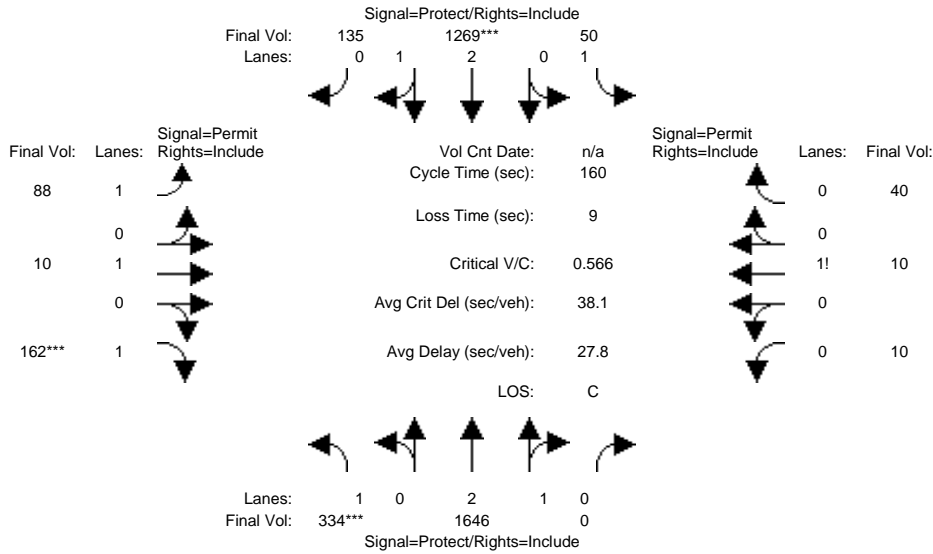 Signal=Protect/Rights=Include
Final Vol: 135 1269*** 50
Lanes: 0 1 2 0 1
Signal=Permit
Final Vol: Lanes: Rights=Include
Vol Cnt Date: n/a
Signal=Permit
Rights=Include Lanes: Final Vol:
Cycle Time (sec): 160
88 1
0 40
Loss Time (sec): 9
0
0
10 1
Critical V/C: 0.566
1! 10
0
Avg Crit Del (sec/veh): 38.1
0
162*** 1
Avg Delay (sec/veh): 27.8
0 10
LOS: C
Lanes: 1 0 2 1 0
Final Vol: 334*** 1646 0
Signal=Protect/Rights=Include